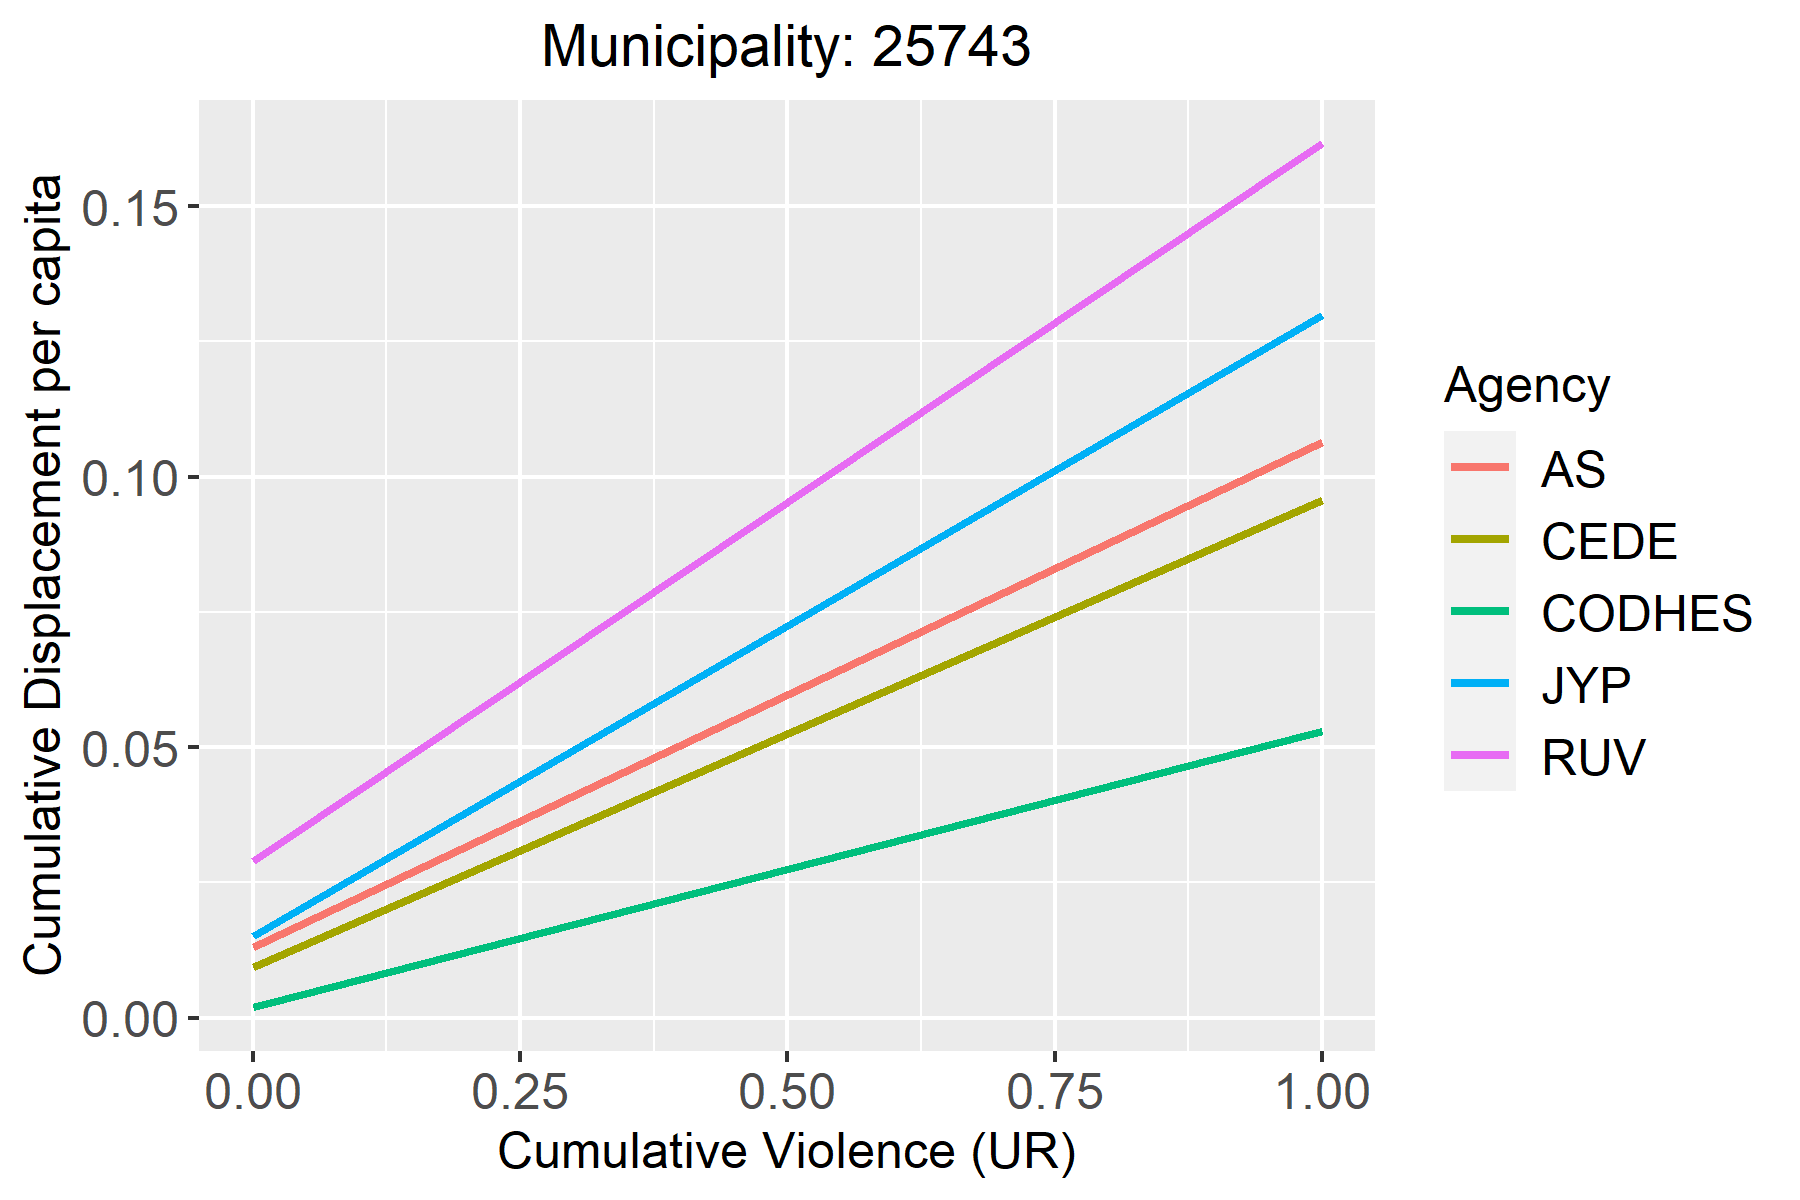 Municipality: 25743
Cumulative Displacement per capita
0.15
0.10
0.05
0.00
0.00 0.25 0.50 0.75 1.00
Cumulative Violence (UR)
Agency
AS
CEDE
CODHES
JYP
RUV